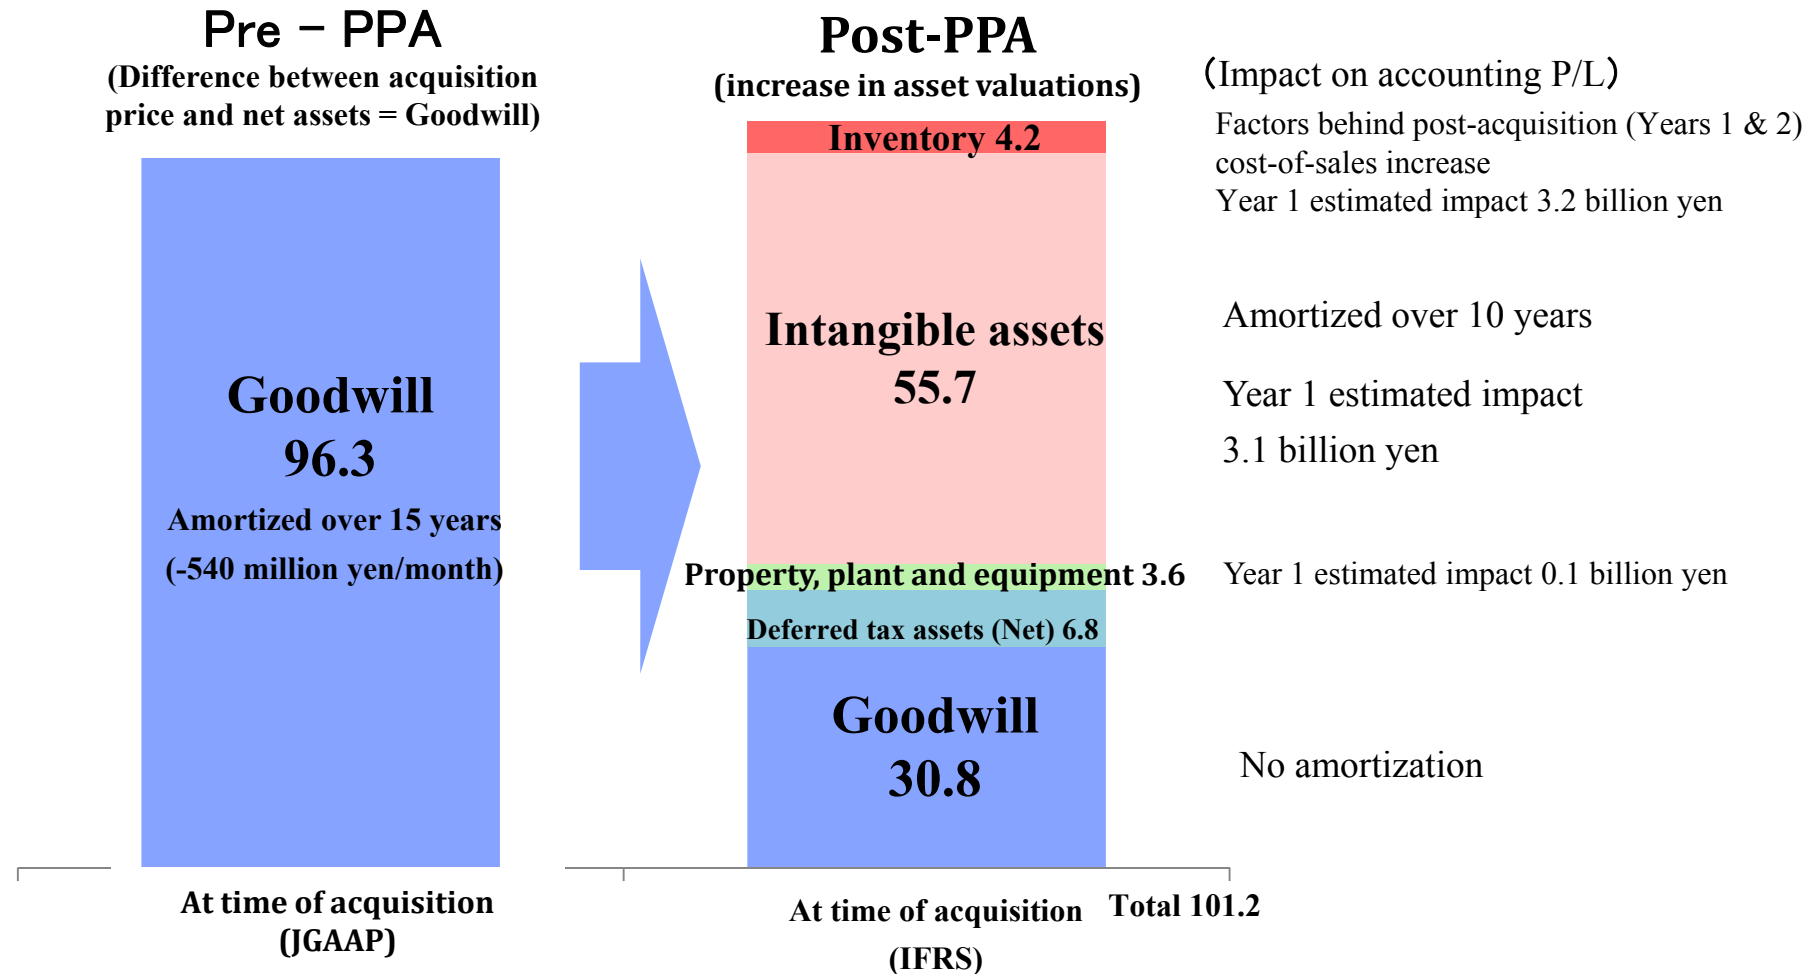 Pre – PPA
(Difference between acquisition
price and net assets = Goodwill)
Goodwill
96.3
Amortized over 15 years
(-540 million yen/month)
At time of acquisition
(JGAAP)
Post-PPA
(increase in asset valuations)
Inventory 4.2
Intangible assets
55.7
Property, plant and equipment 3.6
Deferred tax assets (Net) 6.8
Goodwill
30.8
At time of acquisition
(IFRS)
Total 101.2
(Impact on accounting P/L)
Factors behind post-acquisition (Years 1 & 2)
cost-of-sales increase
Year 1 estimated impact 3.2 billion yen
Amortized over 10 years
Year 1 estimated impact
3.1 billion yen
Year 1 estimated impact 0.1 billion yen
No amortization